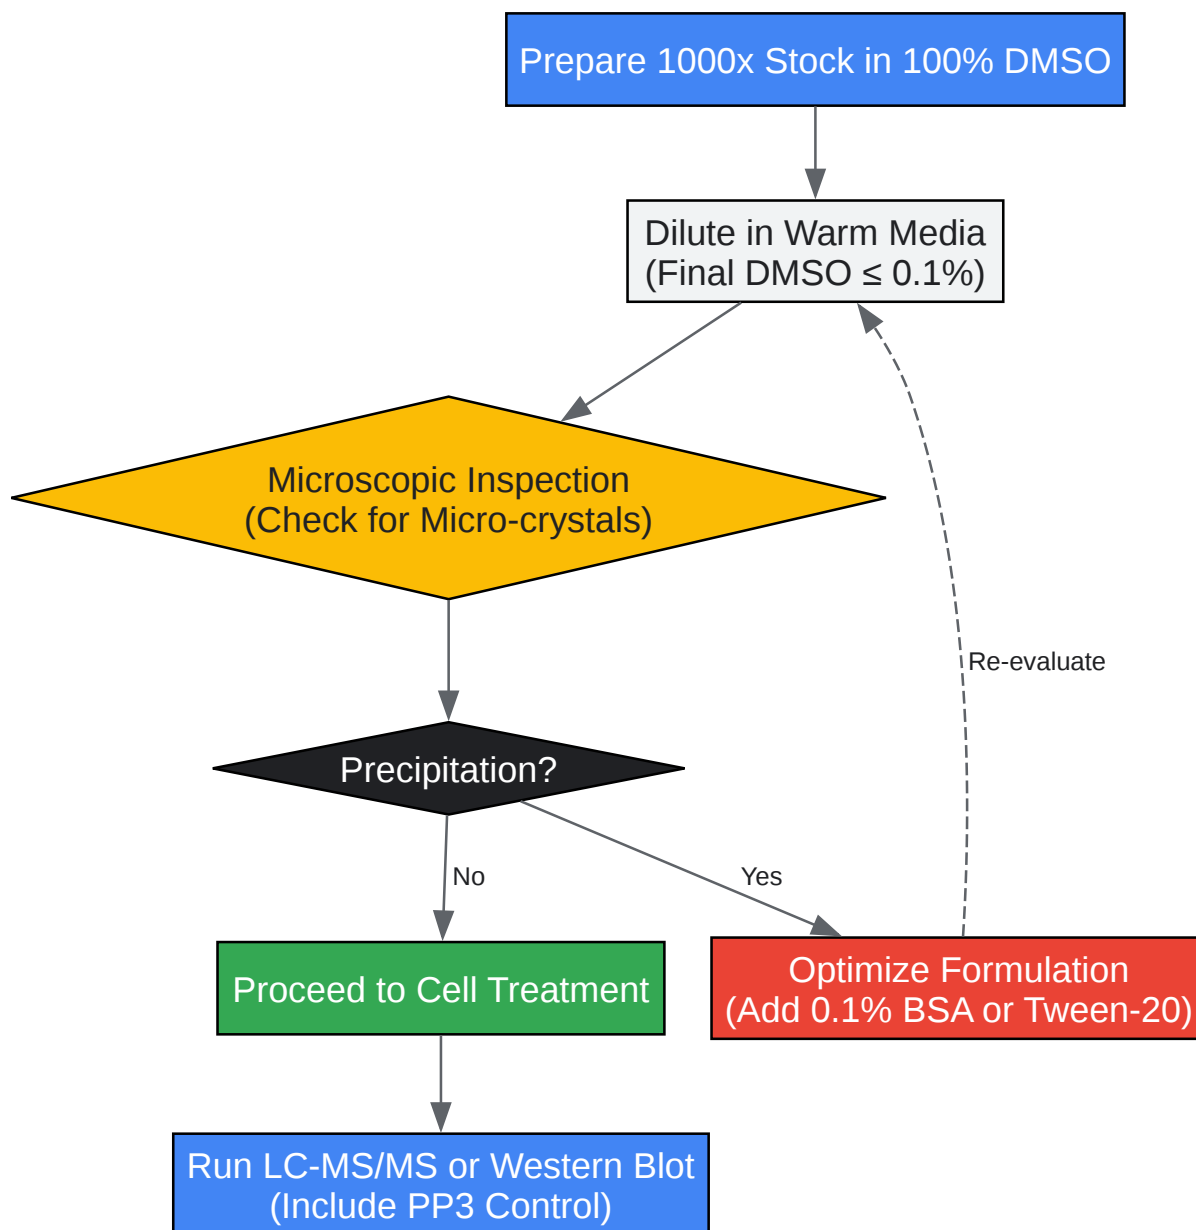 Prepare 1000x Stock in 100% DMSO
Dilute in Warm Media
(Final DMSO ≤ 0.1%)
Microscopic Inspection
(Check for Micro-crystals)
Re-evaluate
Precipitation?
No
Yes
Proceed to Cell Treatment
Optimize Formulation
(Add 0.1% BSA or Tween-20)
Run LC-MS/MS or Western Blot
(Include PP3 Control)